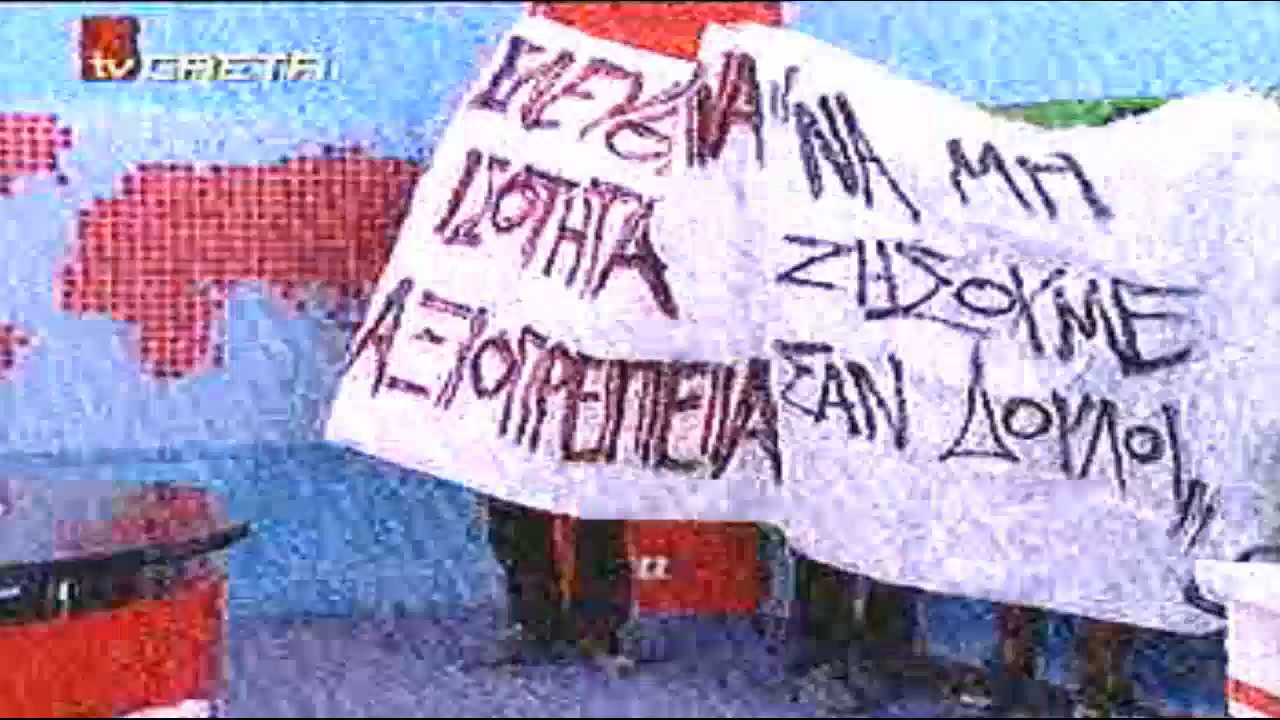 tv CRETA
ΙΣΟΤΗΤΑ
ΑΞΙΟΠΡΕΠΕΙΑ
"ΝΑ ΜΗ
ΖΗΣΟΥΜΕ
ΣΑΝ ΔΟΥΛΟΙ"